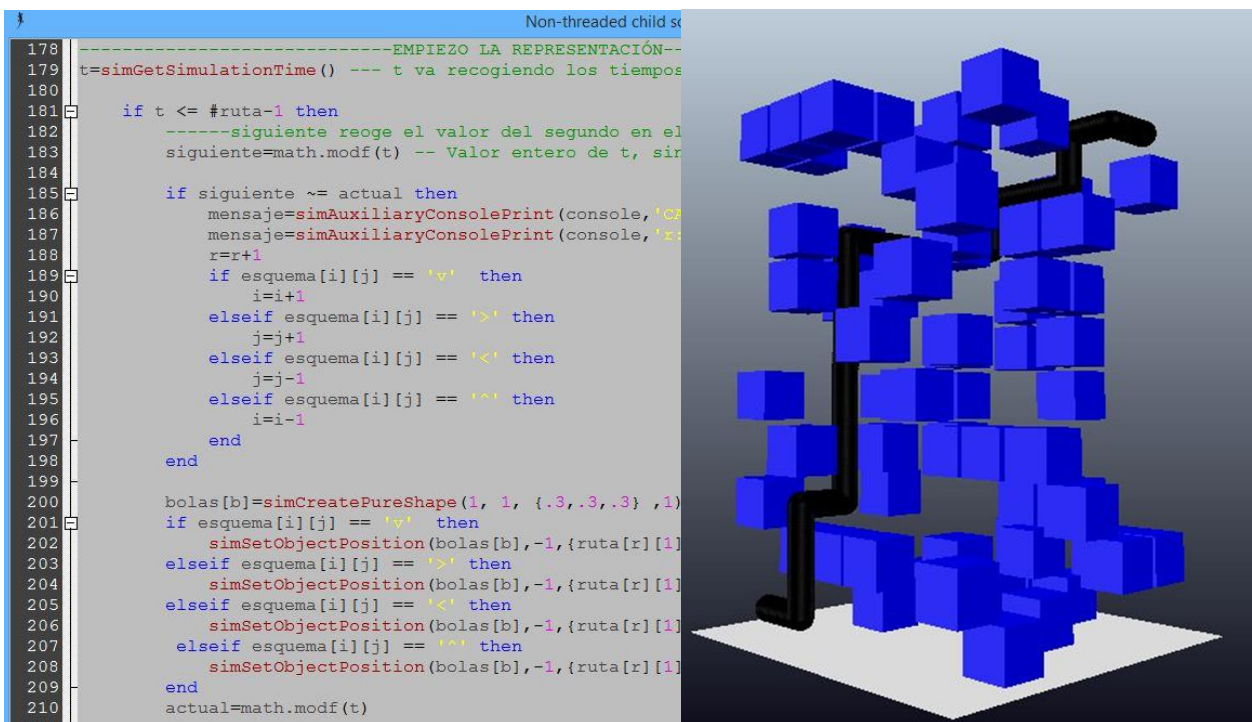 Non-threaded child sc
178 -----------------------------EMPIEZO LA REPRESENTACIÓN--
179 t=simGetSimulationTime() --- t va recogiendo los tiempos
180
181 if t <= #ruta-1 then
182 ------siguiente reoge el valor del segundo en el
183 siguiente=math.modf(t) -- Valor entero de t, sin
184
185 if siguiente ~= actual then
186 mensaje=simAuxiliaryConsolePrint(console,'CA
187 mensaje=simAuxiliaryConsolePrint(console,'r:
188 r=r+1
189 if esquema[i][j] == 'v' then
190 i=i+1
191 elseif esquema[i][j] == '>' then
192 j=j+1
193 elseif esquema[i][j] == '<' then
194 j=j-1
195 elseif esquema[i][j] == '^' then
196 i=i-1
197 end
198 end
199
200 bolas[b]=simCreatePureShape(1, 1, {.3,.3,.3} ,1)
201 if esquema[i][j] == 'v' then
202 simSetObjectPosition(bolas[b],-1,{ruta[r][1]
203 elseif esquema[i][j] == '>' then
204 simSetObjectPosition(bolas[b],-1,{ruta[r][1]
205 elseif esquema[i][j] == '<' then
206 simSetObjectPosition(bolas[b],-1,{ruta[r][1]
207 elseif esquema[i][j] == '^' then
208 simSetObjectPosition(bolas[b],-1,{ruta[r][1]
209 end
210 actual=math.modf(t)